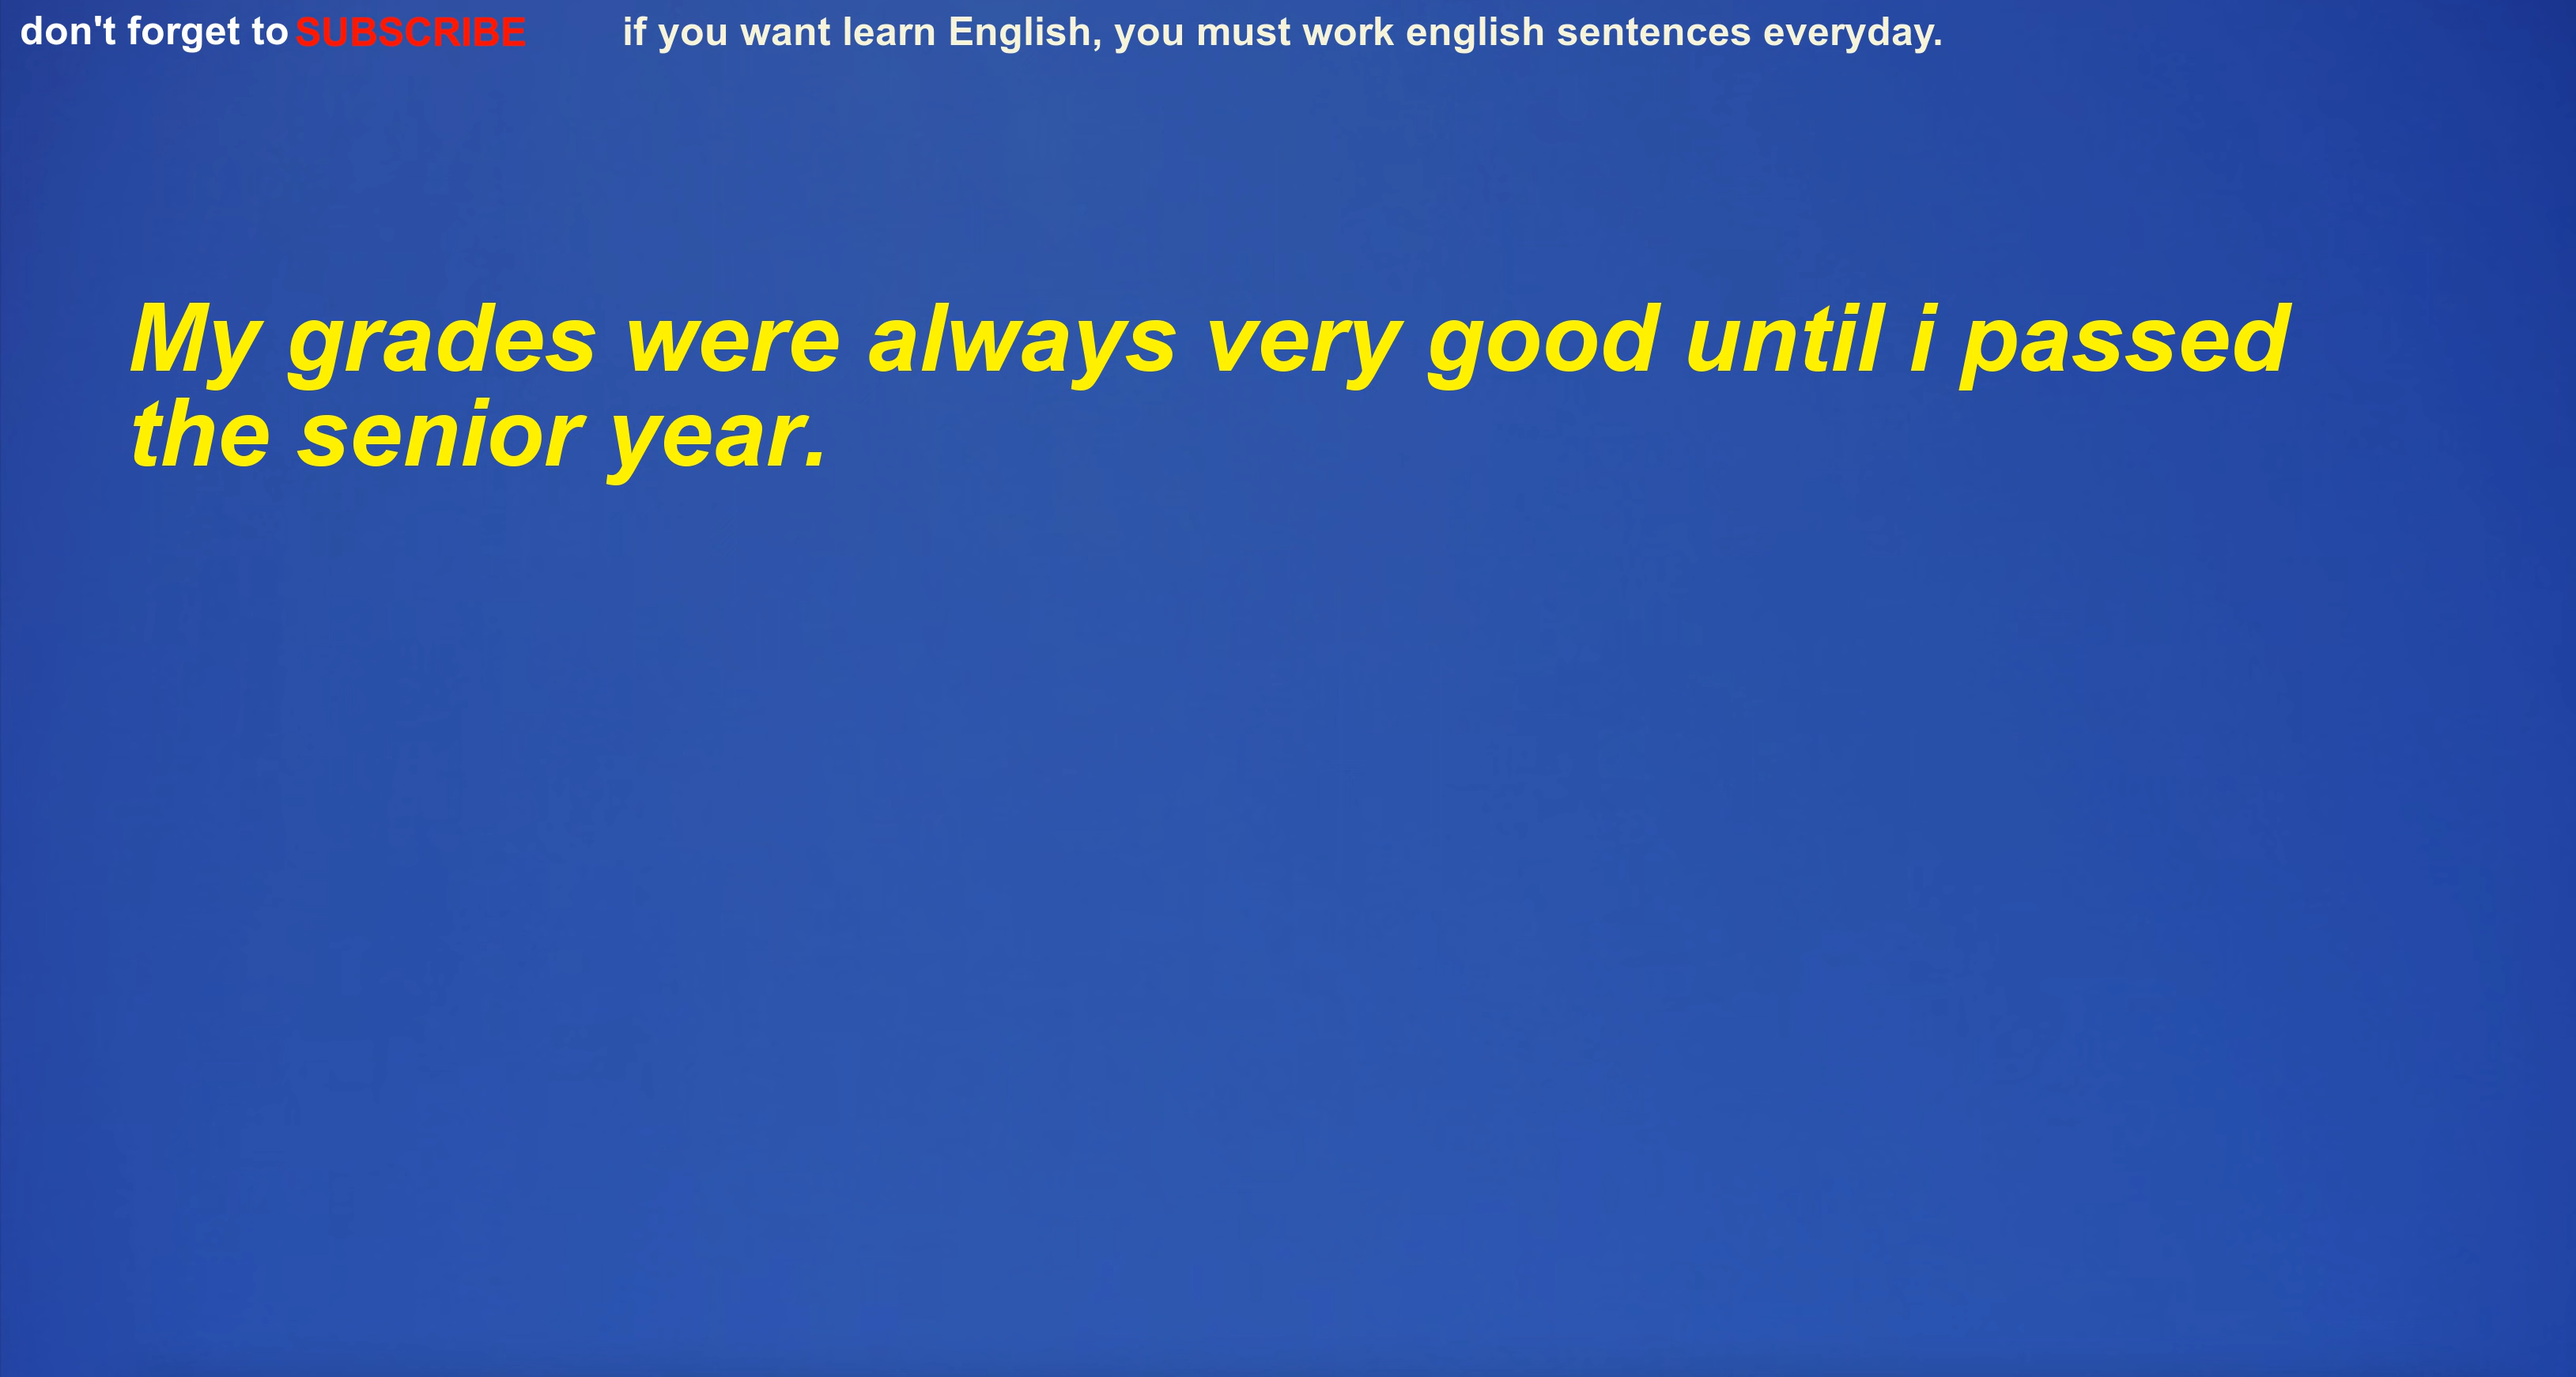 don't forget to SUBSCRIBE if you want learn English, you must work english sentences everyday.
My grades were always very good until i passed
the senior year.